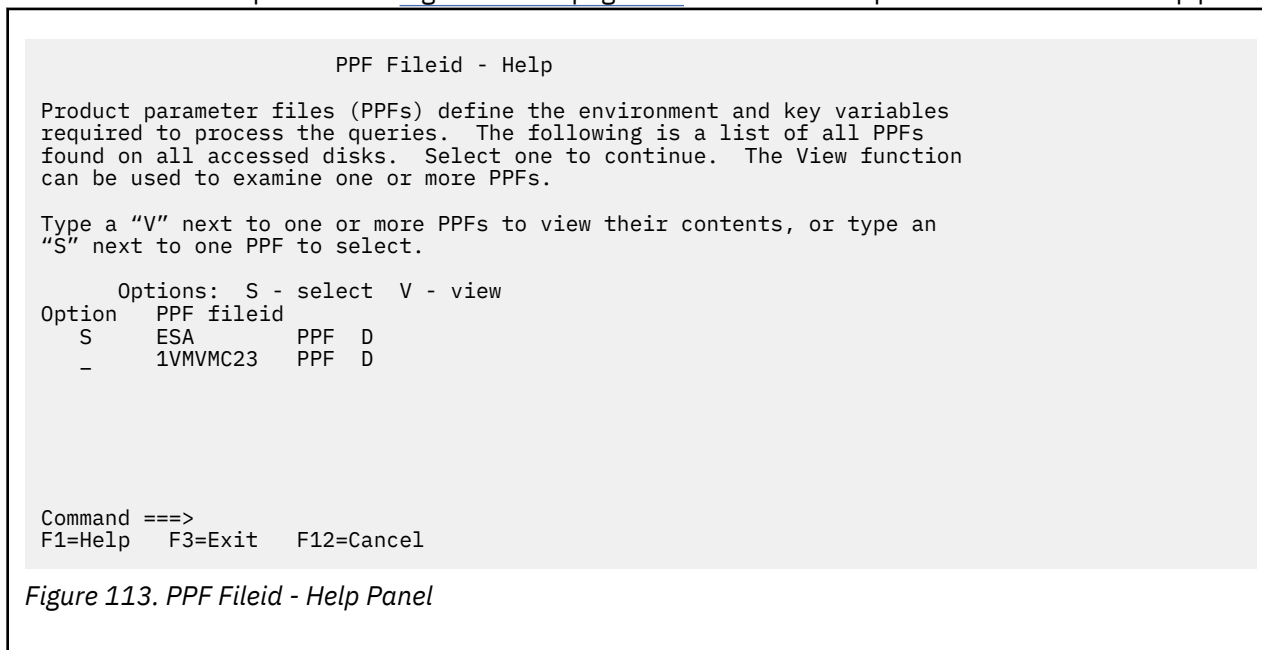 PPF Fileid - Help
Product parameter files (PPFs) define the environment and key variables
required to process the queries. The following is a list of all PPFs
found on all accessed disks. Select one to continue. The View function
can be used to examine one or more PPFs.
Type a “V” next to one or more PPFs to view their contents, or type an
“S” next to one PPF to select.
Options: S - select V - view
Option PPF fileid
S ESA PPF D
_ 1VMVMC23 PPF D
Command ===>
F1=Help F3=Exit F12=Cancel
Figure 113. PPF Fileid - Help Panel